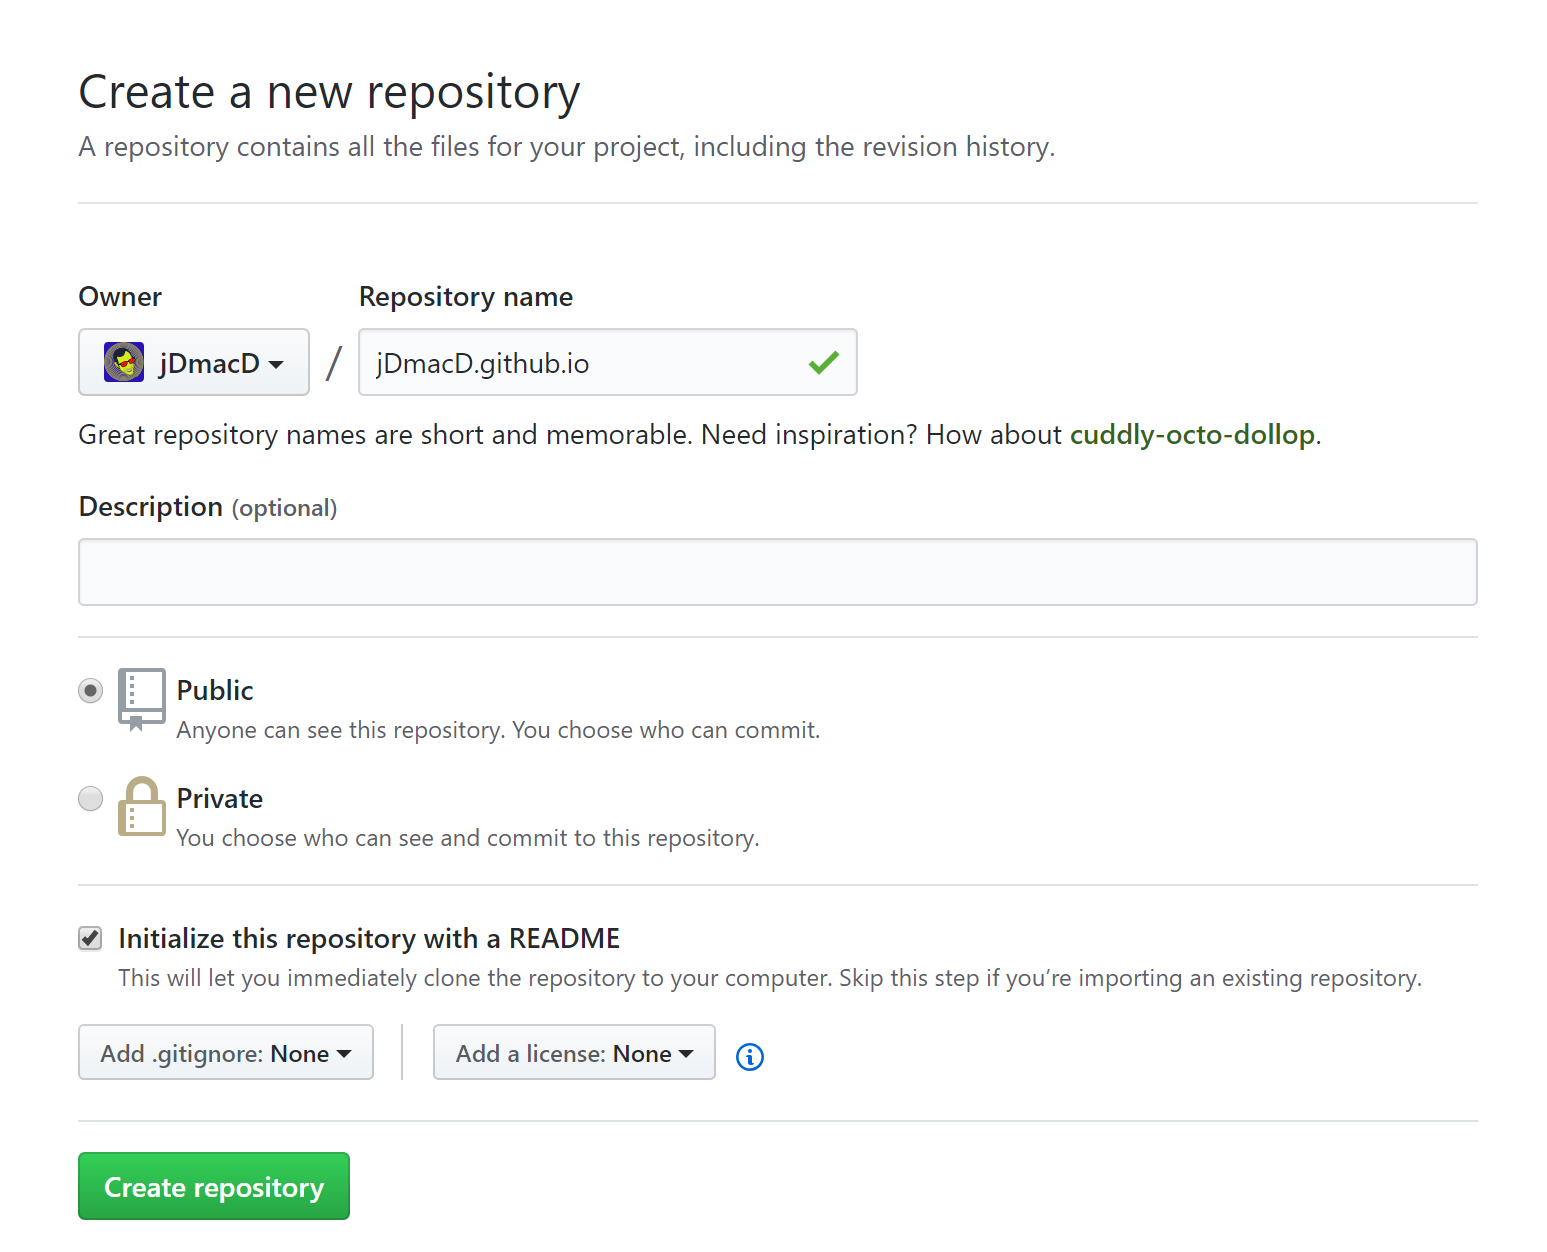 Create a new repository
A repository contains all the files for your project, including the revision history.
Owner
Repository name
jDmacD / jDmacD.github.io
Great repository names are short and memorable. Need inspiration? How about cuddly-octo-dollop.
Description (optional)
Public
Anyone can see this repository. You choose who can commit.
Private
You choose who can see and commit to this repository.
Initialize this repository with a README
This will let you immediately clone the repository to your computer. Skip this step if you’re importing an existing repository.
Add .gitignore: None
Add a license: None
Create repository